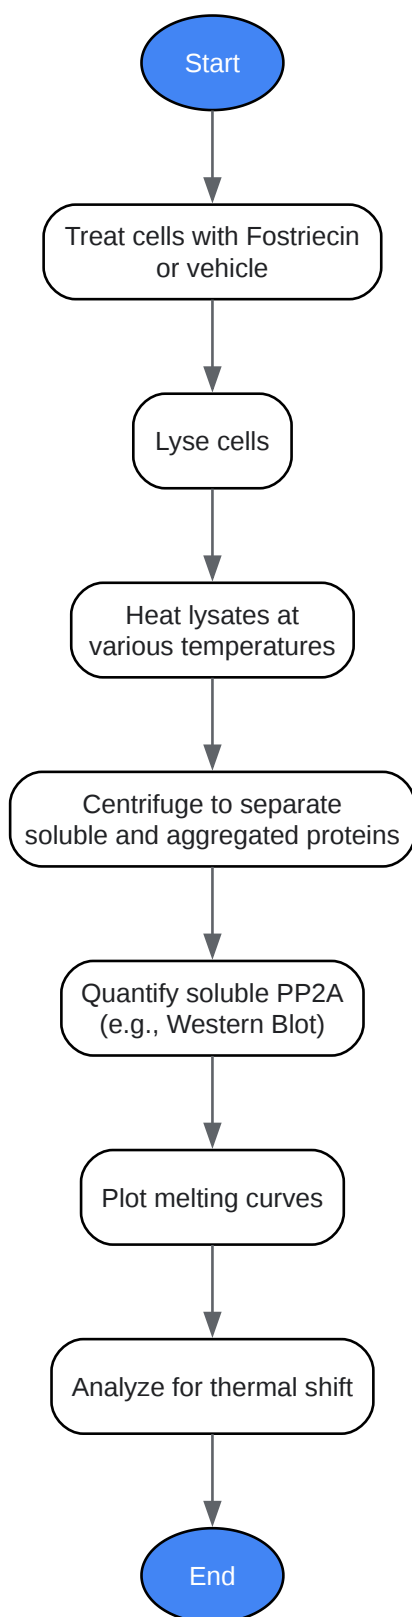 Start
Treat cells with Fostriecin
or vehicle
Lyse cells
Heat lysates at
various temperatures
Centrifuge to separate
soluble and aggregated proteins
Quantify soluble PP2A
(e.g., Western Blot)
Plot melting curves
Analyze for thermal shift
End